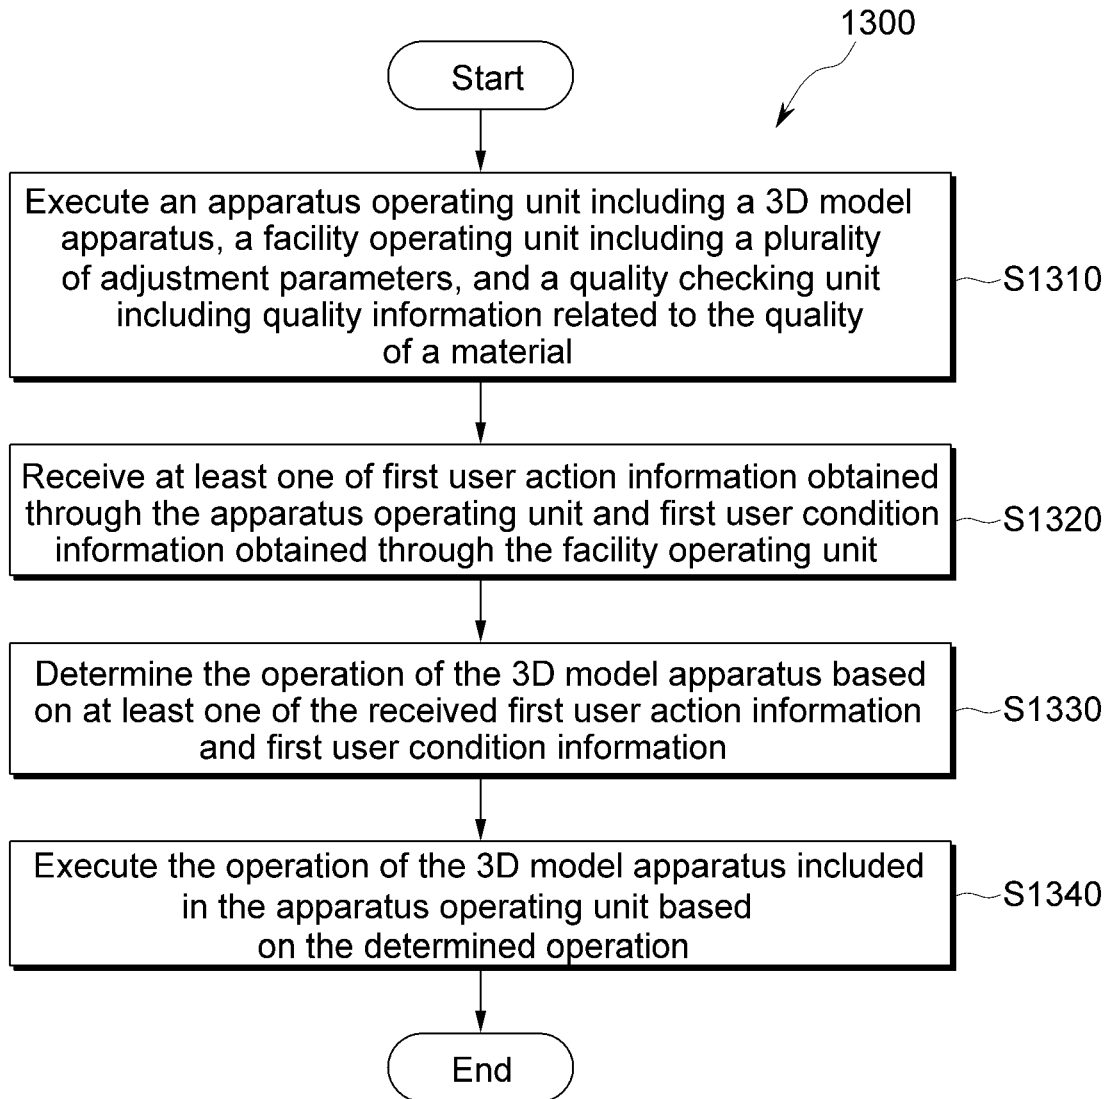 1300
Start
Execute an apparatus operating unit including a 3D model
apparatus, a facility operating unit including a plurality
of adjustment parameters, and a quality checking unit
including quality information related to the quality
of a material
S1310
Receive at least one of first user action information obtained
through the apparatus operating unit and first user condition
information obtained through the facility operating unit
S1320
Determine the operation of the 3D model apparatus based
on at least one of the received first user action information
and first user condition information
S1330
Execute the operation of the 3D model apparatus included
in the apparatus operating unit based
on the determined operation
S1340
End